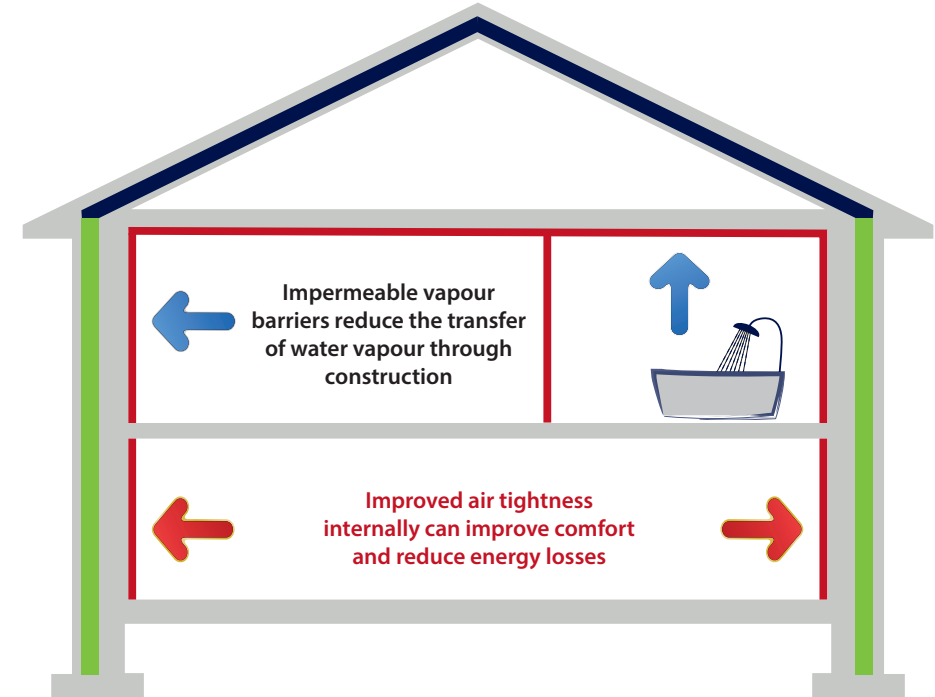 Impermeable vapour
barriers reduce the transfer
of water vapour through
construction
Improved air tightness
internally can improve comfort
and reduce energy losses